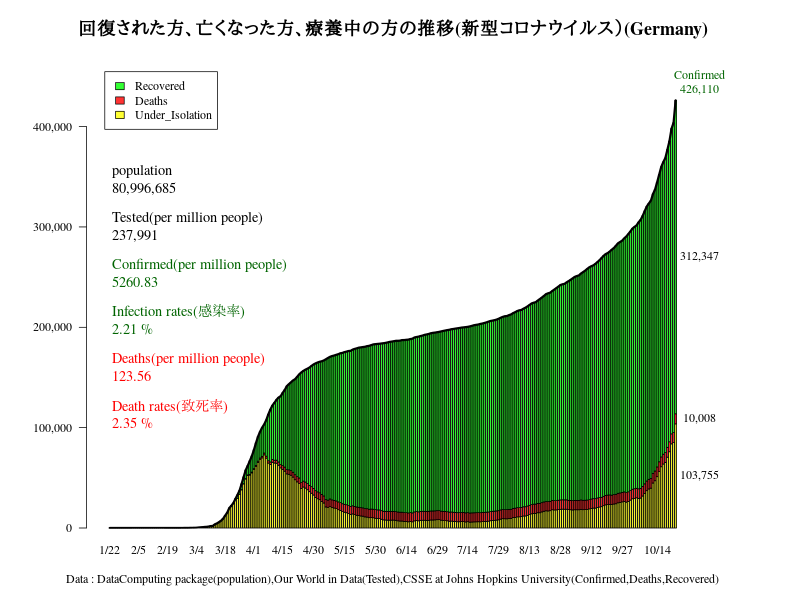 回復された方、亡くなった方、療養中の方の推移(新型コロナウイルス）(Germany)
Confirmed
426,110
Recovered
Deaths
Under_Isolation
400,000
300,000
200,000
100,000
0
population
80,996,685
Tested(per million people)
237,991
Confirmed(per million people)
5260.83
Infection rates(感染率)
2.21 %
Deaths(per million people)
123.56
Death rates(致死率)
2.35 %
312,347
10,008
103,755
1/22 2/5 2/19 3/4 3/18 4/1 4/15 4/30 5/15 5/30 6/14 6/29 7/14 7/29 8/13 8/28 9/12 9/27 10/14
Data : DataComputing package(population),Our World in Data(Tested),CSSE at Johns Hopkins University(Confirmed,Deaths,Recovered)